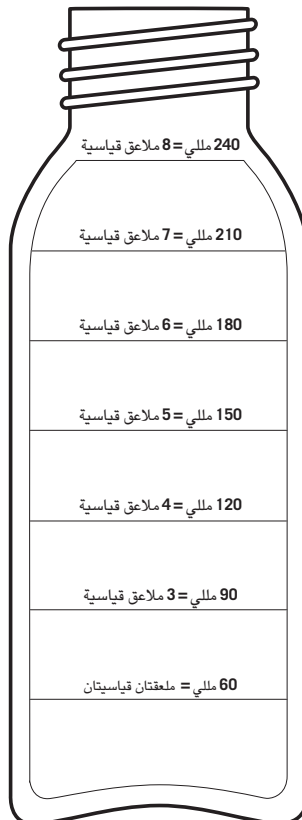 240 مللي = 8 ملاعق قياسية
210 مللي = 7 ملاعق قياسية
180 مللي = 6 ملاعق قياسية
150 مللي = 5 ملاعق قياسية
120 مللي = 4 ملاعق قياسية
90 مللي = 3 ملاعق قياسية
60 مللي = ملعقتان قياسيتان